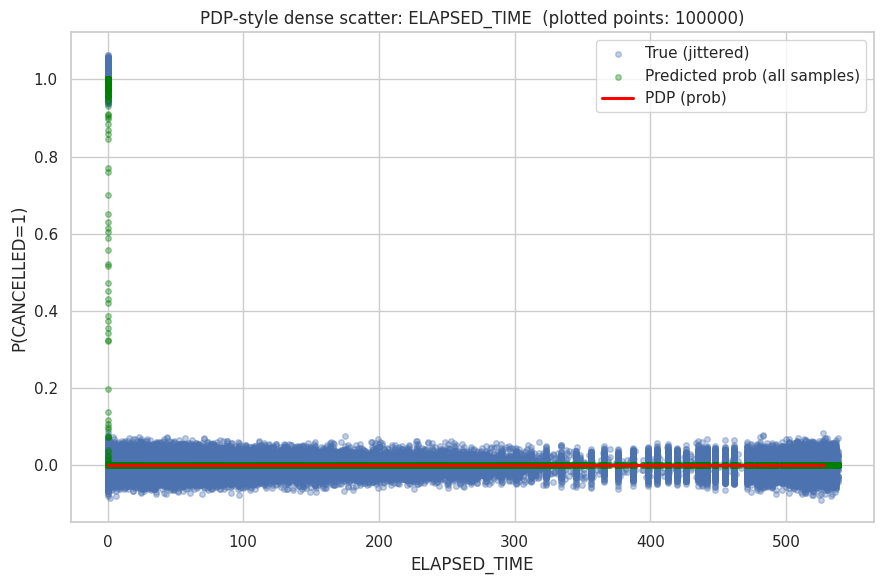 PDP-style dense scatter: ELAPSED_TIME  (plotted points: 100000)
True (jittered)
Predicted prob (all samples)
PDP (prob)
P(CANCELLED=1)
1.0
0.8
0.6
0.4
0.2
0.0
0 100 200 300 400 500
ELAPSED_TIME